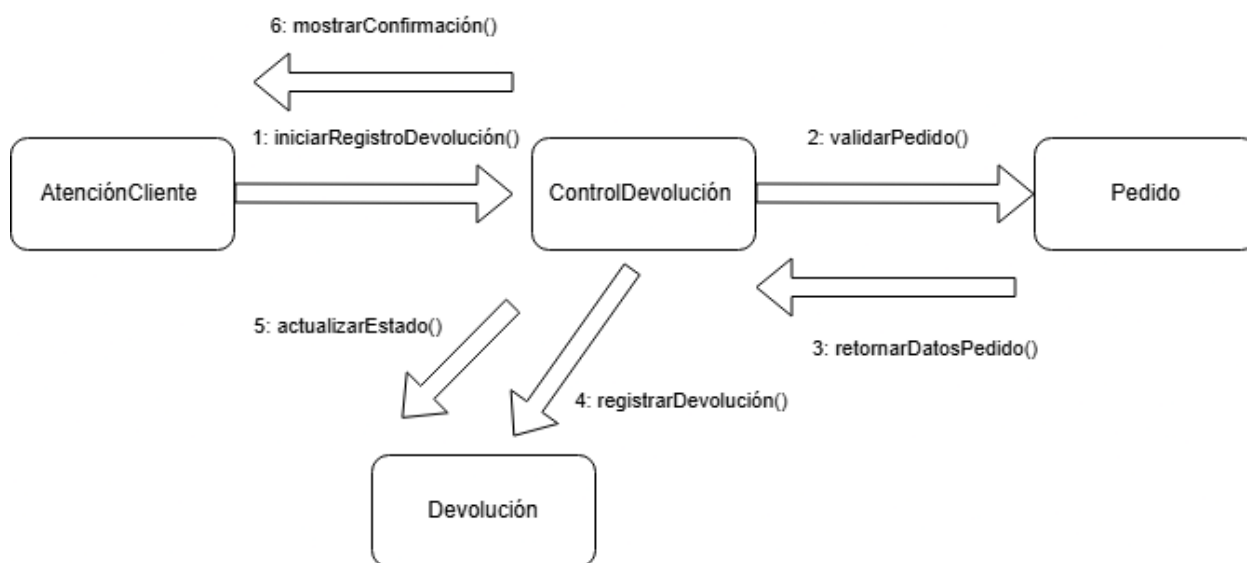 6: mostrarConfirmación()
1: iniciarRegistroDevolución()
2: validarPedido()
AtenciónCliente
ControlDevolución
Pedido
5: actualizarEstado()
3: retornarDatosPedido()
4: registrarDevolución()
Devolución